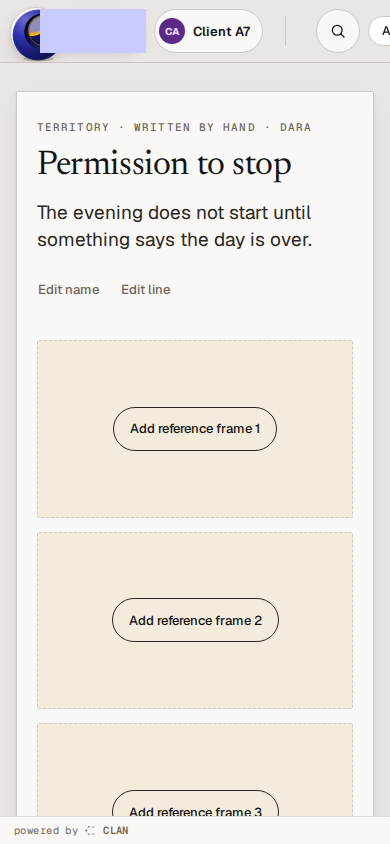 CA Client A7
TERRITORY · WRITTEN BY HAND · DARA
Permission to stop
The evening does not start until
something says the day is over.
Edit name Edit line
Add reference frame 1
Add reference frame 2
Add reference frame 3
powered by CLAN